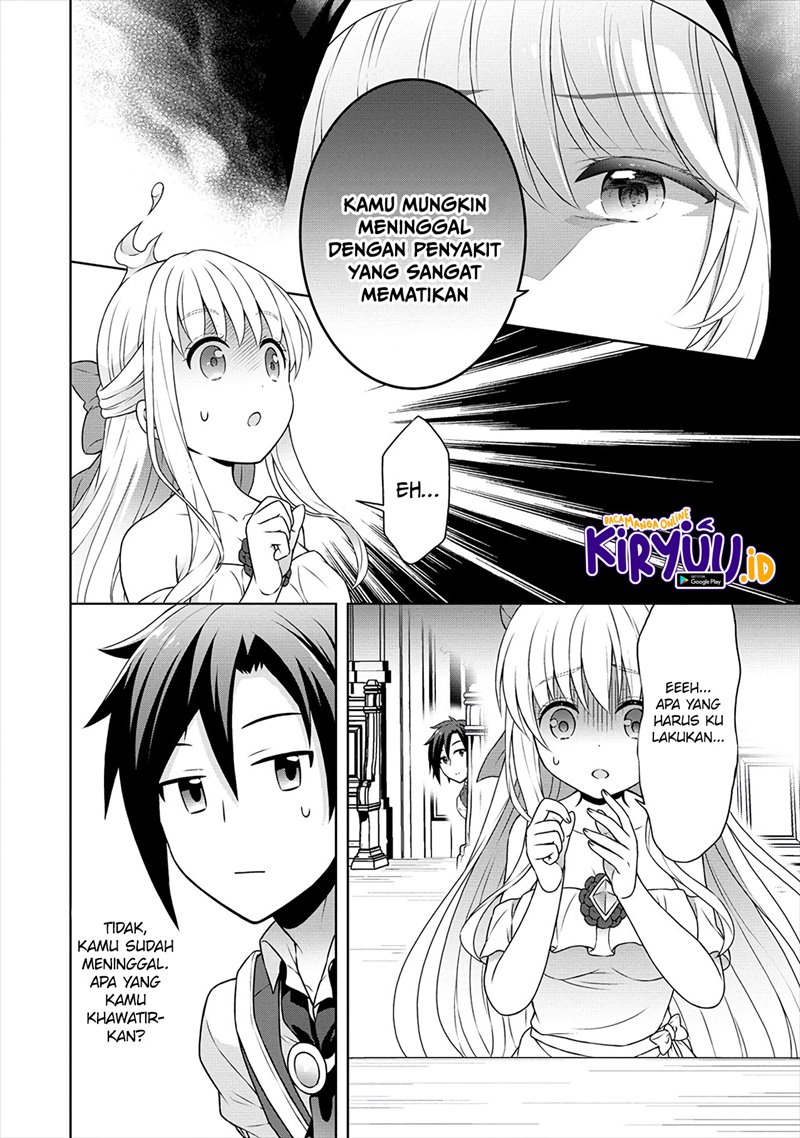 KAMU MUNGKIN
MENINGGAL
DENGAN PENYAKIT
YANG SANGAT
MEMATIKAN
EH...
BACA MANGA ONLINE
KIRYUU.ID
GET IT ON
Google Play
EEEH...
APA YANG
HARUS KU
LAKUKAN...
TIDAK,
KAMU SUDAH
MENINGGAL.
APA YANG
KAMU
KHAWATIR-
KAN?